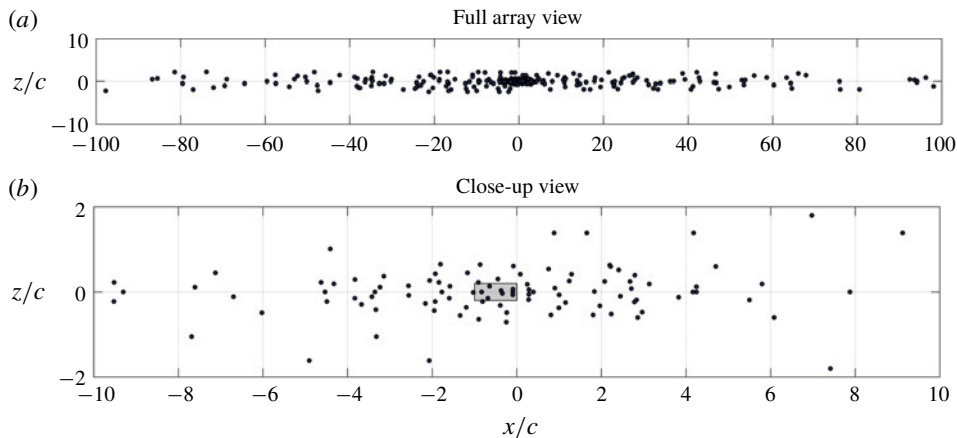 (a)
Full array view
10
z/c 0
−10
−100 −80 −60 −40 −20 0 20 40 60 80 100
(b)
Close-up view
2
z/c 0
−2
−10 −8 −6 −4 −2 0 2 4 6 8 10
x/c